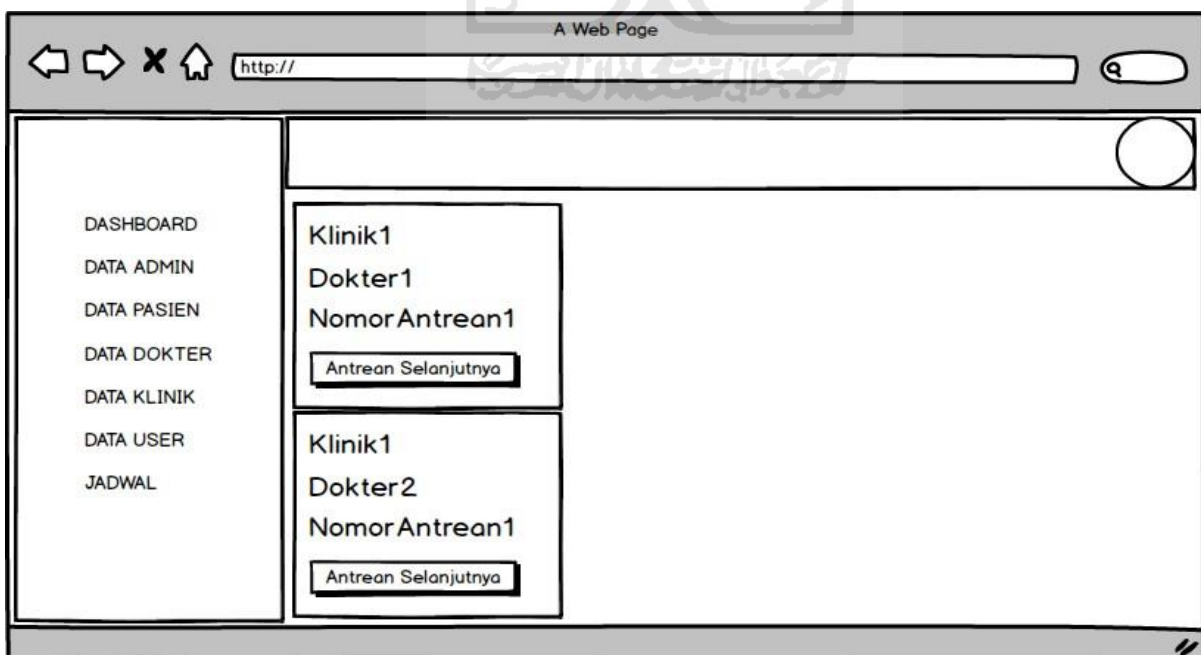 A Web Page
http://
DASHBOARD
DATA ADMIN
DATA PASIEN
DATA DOKTER
DATA KLINIK
DATA USER
JADWAL
Klinik1
Dokter1
NomorAntrean1
Antrean Selanjutnya
Klinik1
Dokter2
NomorAntrean1
Antrean Selanjutnya